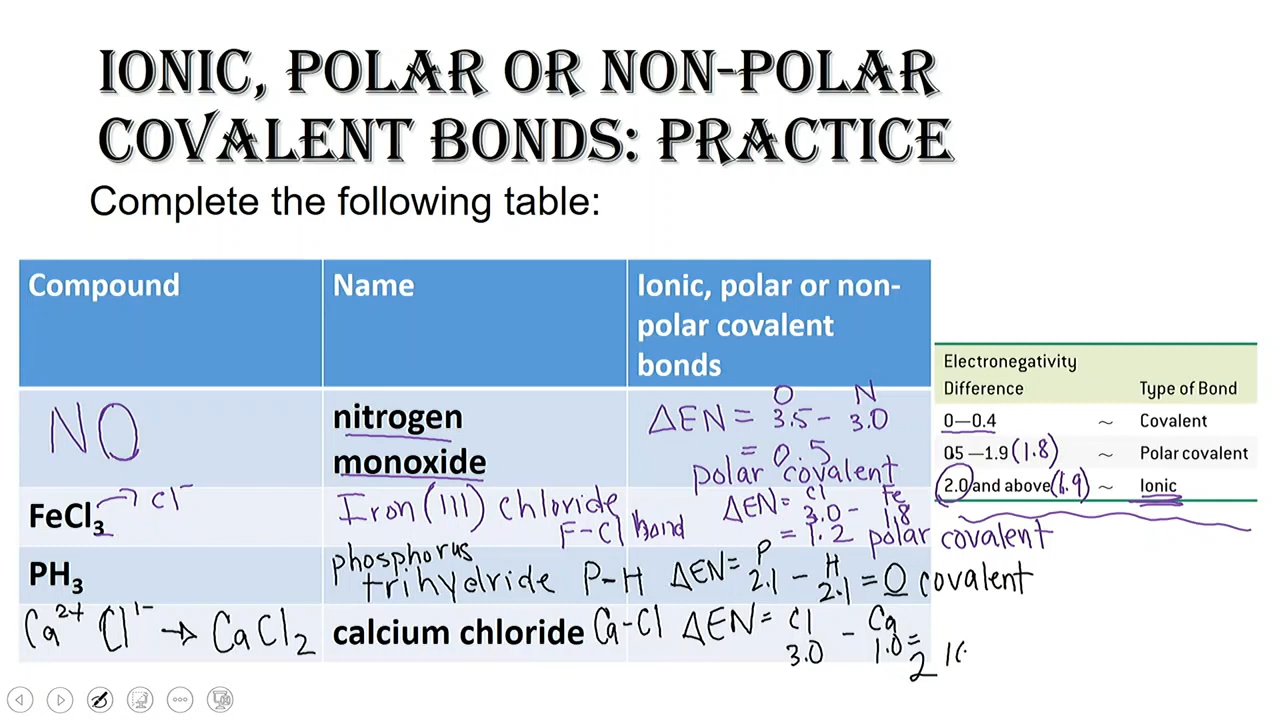 IONIC, POLAR OR NON-POLAR
COVALENT BONDS: PRACTICE
Complete the following table:
Compound Name Ionic, polar or non-
polar covalent
bonds
NO
nitrogen
monoxide
O N
ΔEN = 3.5 - 3.0
= 0.5
polar covalent
FeCl3 → Cl-
Iron (III) chloride
F-Cl bond
Cl Fe
ΔEN = 3.0 - 1.8
= 1.2 polar covalent
PH3
phosphorus
trihydride
P-H
P H
ΔEN = 2.1 - 2.1 = 0 covalent
Ca2+ Cl1- → CaCl2
calcium chloride
Ca-Cl
Cl Ca
ΔEN = 3.0 - 1.0 =
2
Electronegativity
Difference Type of Bond
0—0.4 ~ Covalent
05—1.9 (1.8) ~ Polar covalent
2.0 and above (1.9) ~ Ionic